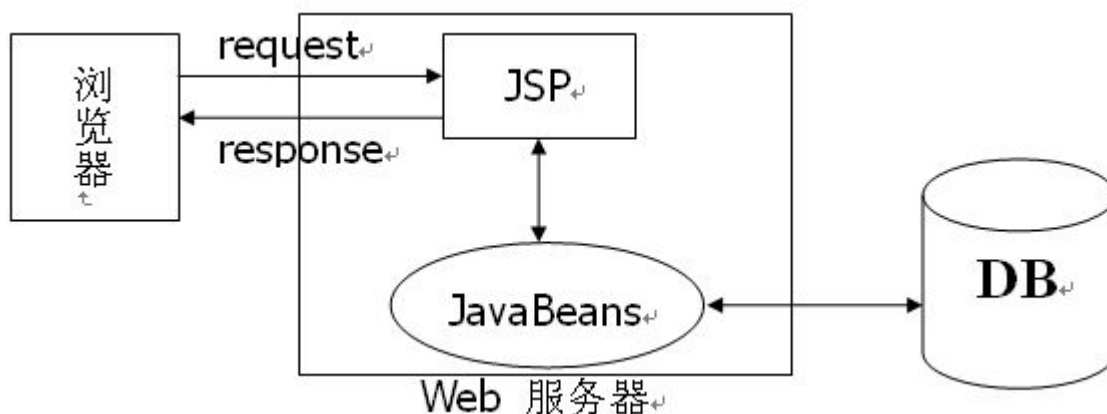 浏览器
request
response
JSP
JavaBeans
DB
Web 服务器